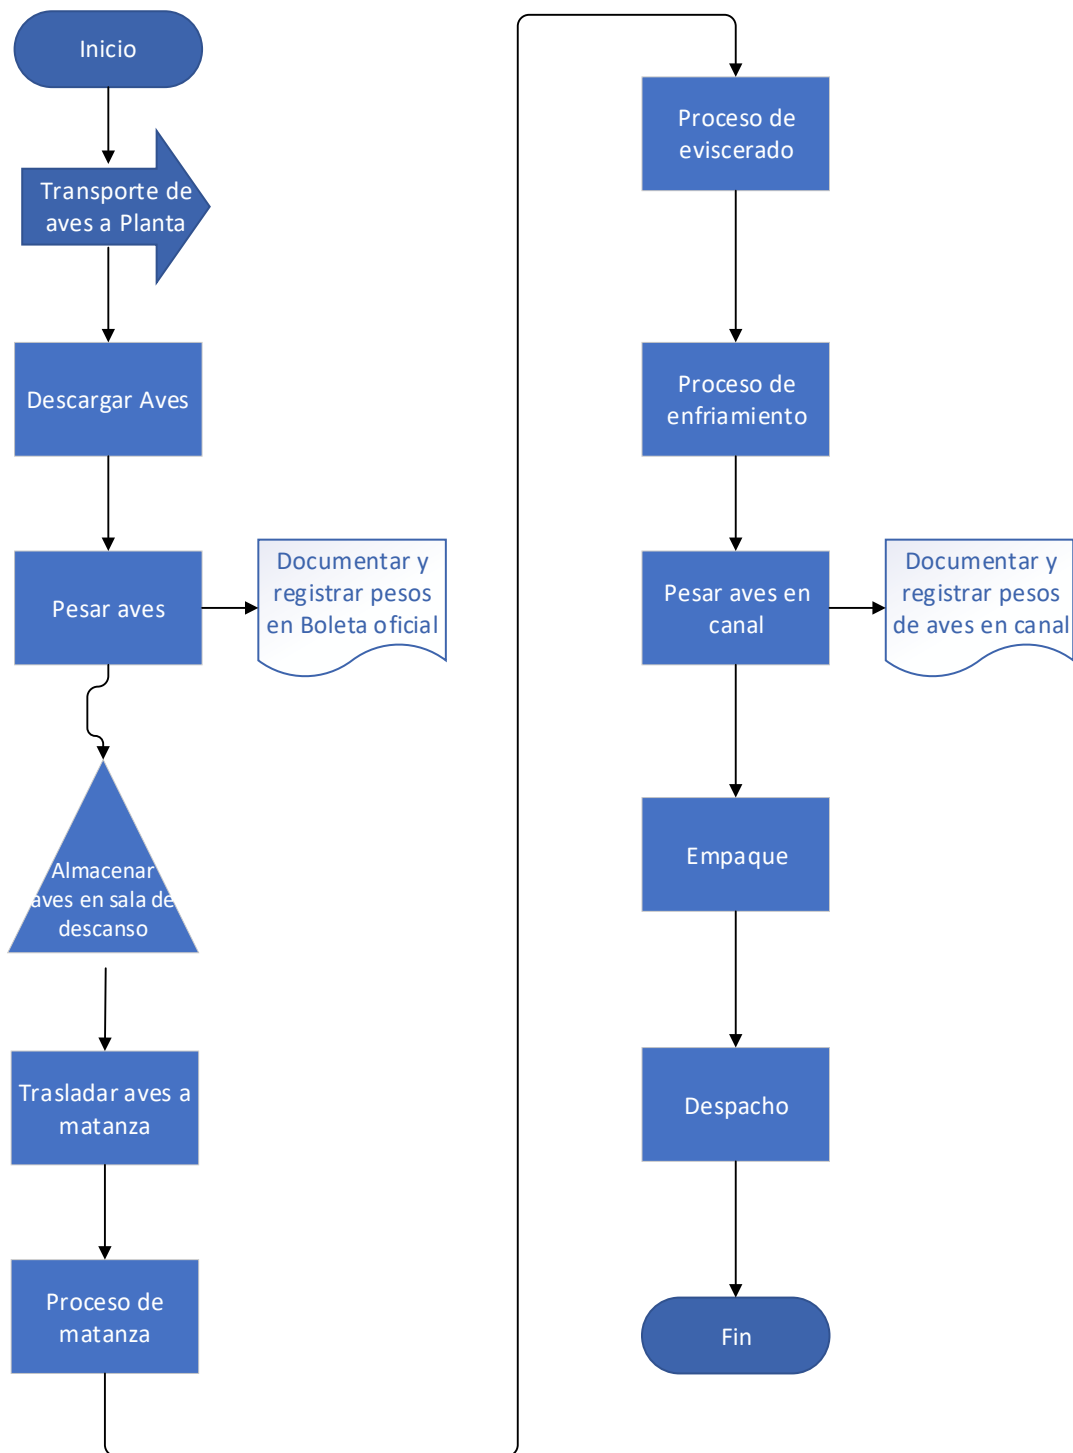 Inicio
Transporte de
aves a Planta
Descargar Aves
Pesar aves
Documentar y
registrar pesos
en Boleta oficial
Almacenar
aves en sala de
descanso
Trasladar aves a
matanza
Proceso de
matanza
Proceso de
eviscerado
Proceso de
enfriamiento
Pesar aves en
canal
Documentar y
registrar pesos
de aves en canal
Empaque
Despacho
Fin